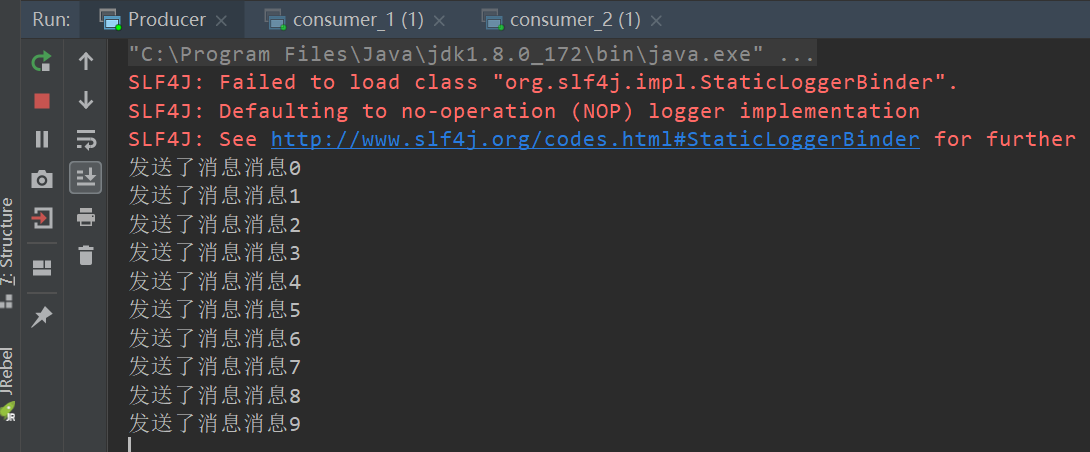 Run: Producer × consumer_1 (1) × consumer_2 (1) ×
"C:\Program Files\Java\jdk1.8.0_172\bin\java.exe" ...
SLF4J: Failed to load class "org.slf4j.impl.StaticLoggerBinder".
SLF4J: Defaulting to no-operation (NOP) logger implementation
SLF4J: See http://www.slf4j.org/codes.html#StaticLoggerBinder for further
发送了消息消息0
发送了消息消息1
发送了消息消息2
发送了消息消息3
发送了消息消息4
发送了消息消息5
发送了消息消息6
发送了消息消息7
发送了消息消息8
发送了消息消息9
7: Structure
JRebel
JR